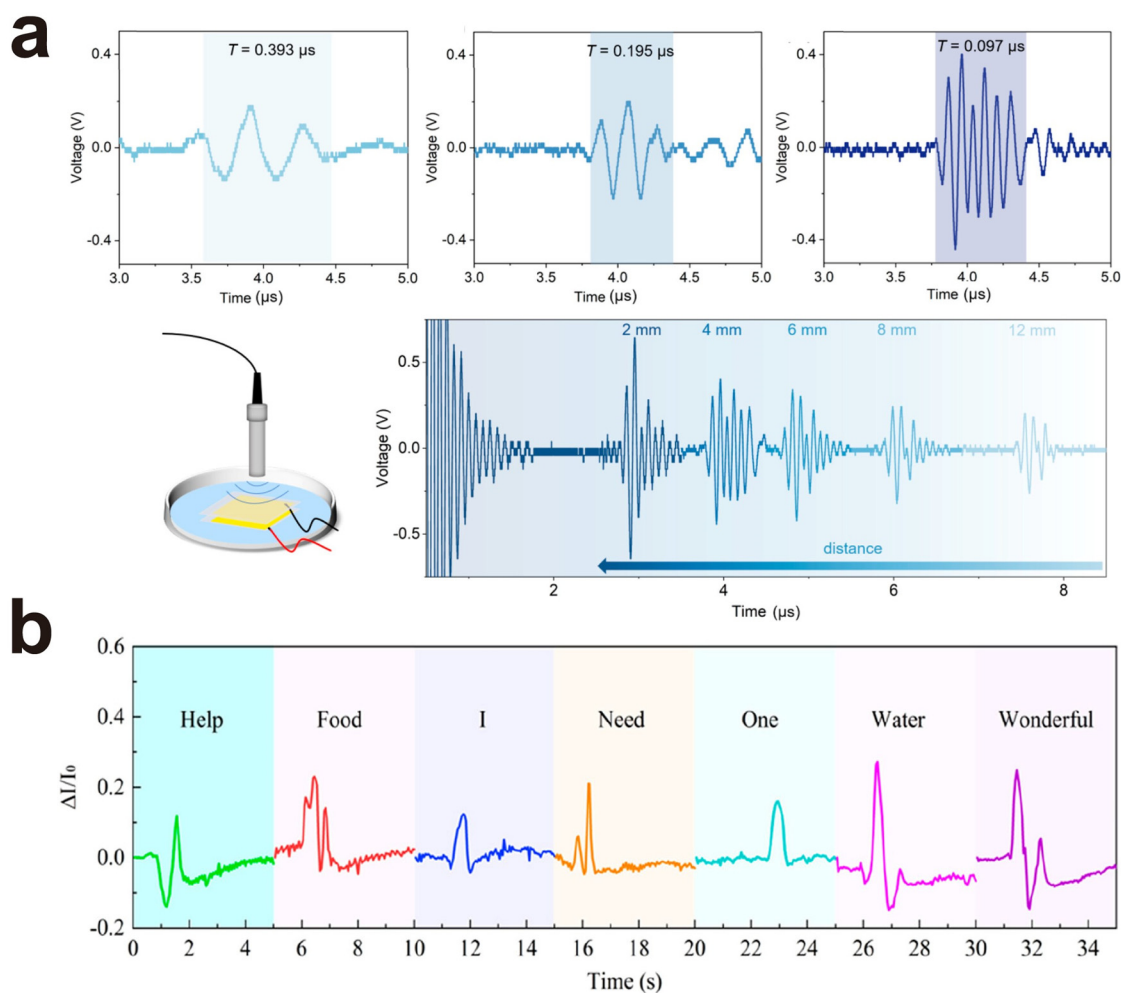 a
T = 0.393 µs
0.4
0.0
-0.4
Voltage (V)
3.0 3.5 4.0 4.5 5.0
Time (µs)
T = 0.195 µs
0.4
0.0
-0.4
Voltage (V)
3.0 3.5 4.0 4.5 5.0
Time (µs)
T = 0.097 µs
0.4
0.0
-0.4
Voltage (V)
3.0 3.5 4.0 4.5 5.0
Time (µs)
2 mm 4 mm 6 mm 8 mm 12 mm
0.5
0.0
-0.5
Voltage (V)
distance
2 4 6 8
Time (µs)
b
0.6
0.4
0.2
0.0
-0.2
ΔI/I₀
Help Food I Need One Water Wonderful
0 2 4 6 8 10 12 14 16 18 20 22 24 26 28 30 32 34
Time (s)